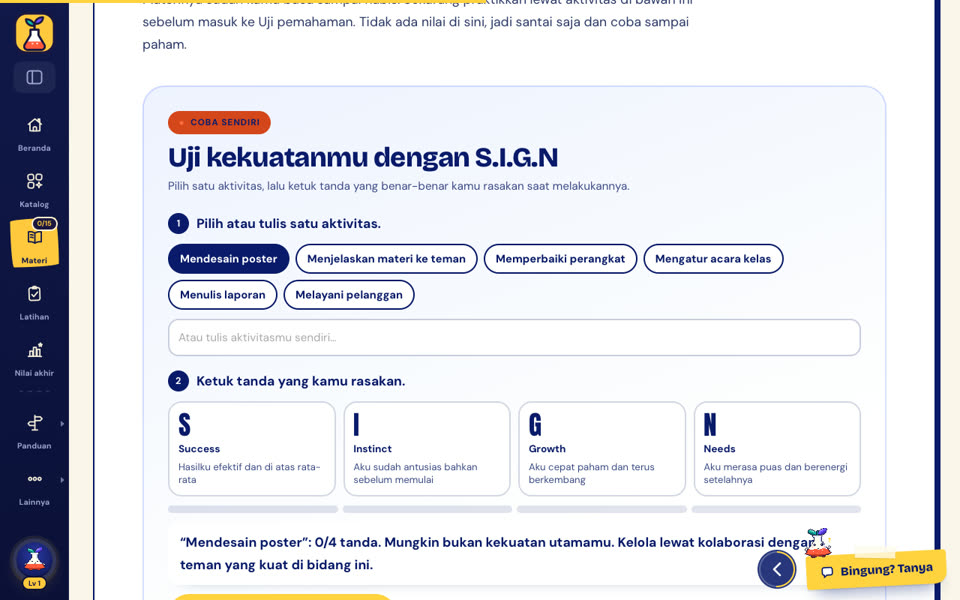 sebelum masuk ke Uji pemahaman. Tidak ada nilai di sini, jadi santai saja dan coba sampai
paham.
COBA SENDIRI
Uji kekuatanmu dengan S.I.G.N
Pilih satu aktivitas, lalu ketuk tanda yang benar-benar kamu rasakan saat melakukannya.
1 Pilih atau tulis satu aktivitas.
Mendesain poster
Menjelaskan materi ke teman
Memperbaiki perangkat
Mengatur acara kelas
Menulis laporan
Melayani pelanggan
Atau tulis aktivitasmu sendiri...
2 Ketuk tanda yang kamu rasakan.
S
Success
Hasilku efektif dan di atas rata-
rata
I
Instinct
Aku sudah antusias bahkan
sebelum memulai
G
Growth
Aku cepat paham dan terus
berkembang
N
Needs
Aku merasa puas dan berenergi
setelahnya
“Mendesain poster”: 0/4 tanda. Mungkin bukan kekuatan utamamu. Kelola lewat kolaborasi dengan
teman yang kuat di bidang ini.
Beranda
Katalog
0/15
Materi
Latihan
Nilai akhir
Panduan
Lainnya
Lv 1
Bingung? Tanya